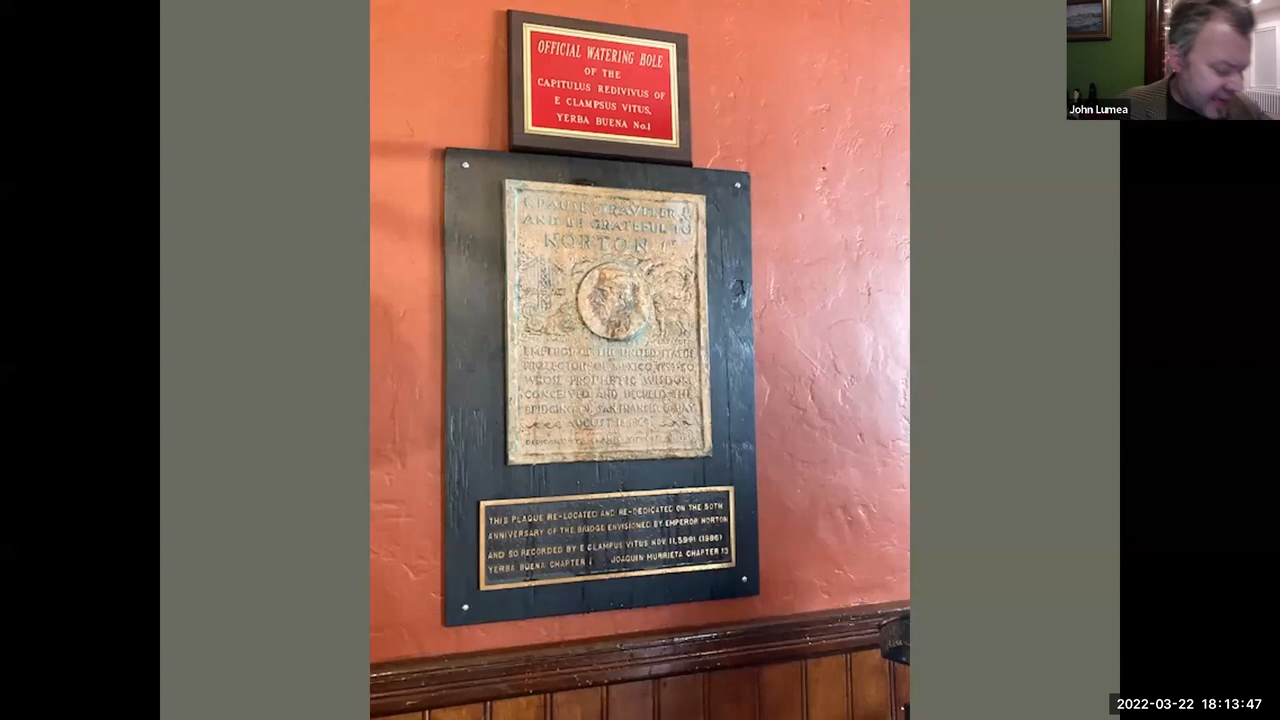 OFFICIAL WATERING HOLE
OF THE
CAPITULUS REDIVIVUS OF
E CLAMPSUS VITUS,
YERBA BUENA No.1
PAUSE, TRAVELER
AND BE GRATEFUL TO
NORTON
EMPEROR OF THE UNITED STATES
PROTECTOR OF MEXICO
WHOSE PROPHETIC WISDOM
CONCEIVED AND DECREED THE
BRIDGING OF SAN FRANCISCO BAY
AUGUST 18
THIS PLAQUE RE-LOCATED AND RE-DEDICATED ON THE 50TH
ANNIVERSARY OF THE BRIDGE ENVISIONED BY EMPEROR NORTON
AND SO RECORDED BY E CLAMPUS VITUS NOV 11, 5991 (1986)
YERBA BUENA CHAPTER 1 JOAQUIN MURRIETA CHAPTER 13
John Lumea
2022-03-22 18:13:47